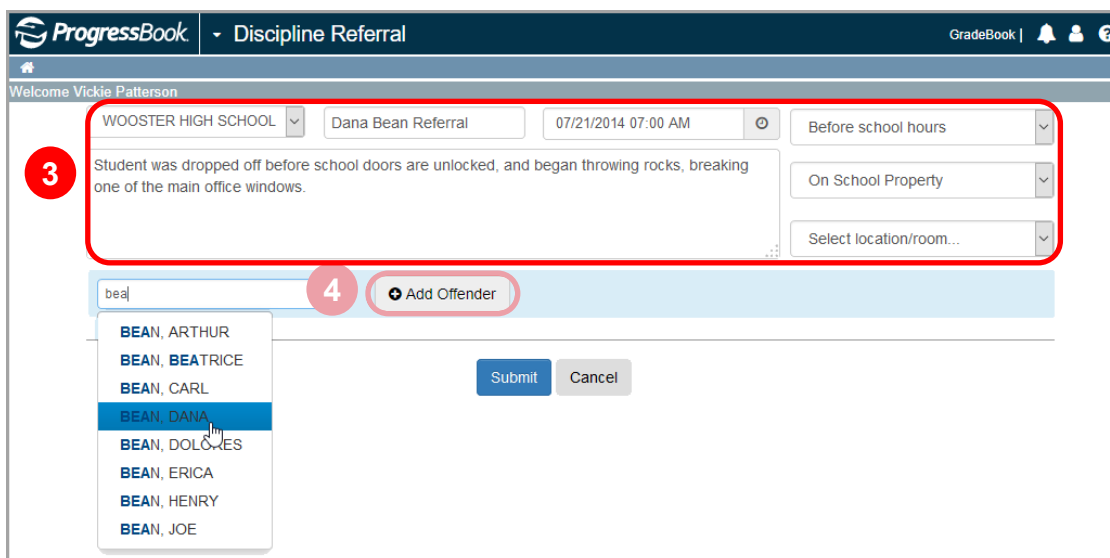 ProgressBook. Discipline Referral GradeBook |
Welcome Vickie Patterson
WOOSTER HIGH SCHOOL Dana Bean Referral 07/21/2014 07:00 AM Before school hours
3
Student was dropped off before school doors are unlocked, and began throwing rocks, breaking
one of the main office windows.
On School Property
Select location/room...
bea 4 Add Offender
BEAN, ARTHUR
BEAN, BEATRICE
BEAN, CARL
BEAN, DANA
BEAN, DOLORES
BEAN, ERICA
BEAN, HENRY
BEAN, JOE
Submit Cancel